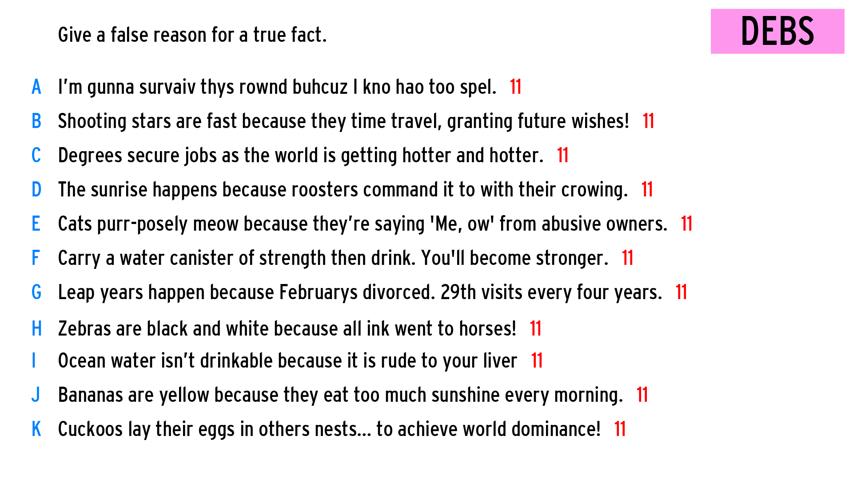 Give a false reason for a true fact.
DEBS
A I'm gunna survaiv thys rownd buhcuz I kno hao too spel. 11
B Shooting stars are fast because they time travel, granting future wishes! 11
C Degrees secure jobs as the world is getting hotter and hotter. 11
D The sunrise happens because roosters command it to with their crowing. 11
E Cats purr-posely meow because they're saying 'Me, ow' from abusive owners. 11
F Carry a water canister of strength then drink. You'll become stronger. 11
G Leap years happen because Februarys divorced. 29th visits every four years. 11
H Zebras are black and white because all ink went to horses! 11
I Ocean water isn't drinkable because it is rude to your liver 11
J Bananas are yellow because they eat too much sunshine every morning. 11
K Cuckoos lay their eggs in others nests... to achieve world dominance! 11